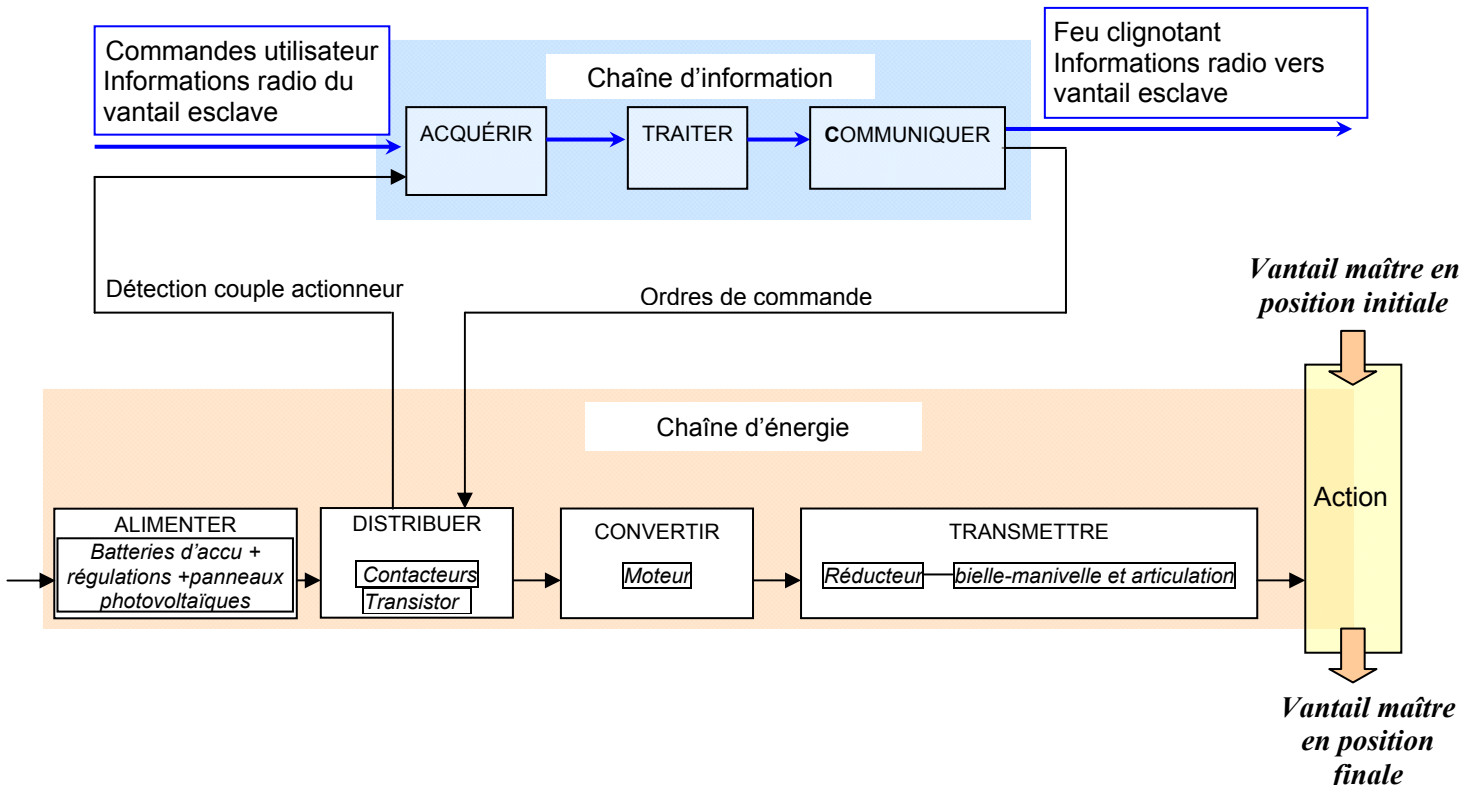 Commandes utilisateur
Informations radio du
vantail esclave
Chaîne d'information
Feu clignotant
Informations radio vers
vantail esclave
ACQUÉRIR
TRAITER
COMMUNIQUER
Détection couple actionneur
Ordres de commande
Vantail maître en
position initiale
Chaîne d'énergie
Action
ALIMENTER
Batteries d'accu +
régulations +panneaux
photovoltaïques
DISTRIBUER
Contacteurs
Transistor
CONVERTIR
Moteur
TRANSMETTRE
Réducteur
bielle-manivelle et articulation
Vantail maître
en position
finale